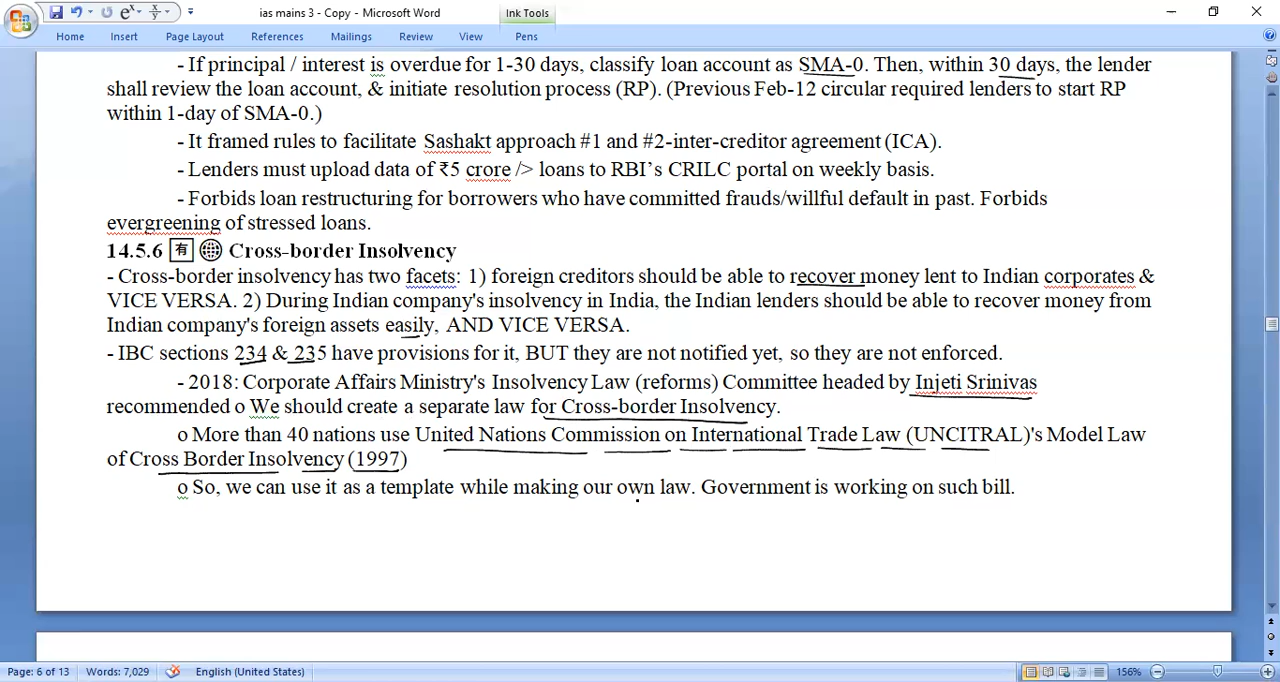 ias mains 3 - Copy - Microsoft Word
Ink Tools
Home Insert Page Layout References Mailings Review View Pens
- If principal / interest is overdue for 1-30 days, classify loan account as SMA-0. Then, within 30 days, the lender
shall review the loan account, & initiate resolution process (RP). (Previous Feb-12 circular required lenders to start RP
within 1-day of SMA-0.)
- It framed rules to facilitate Sashakt approach #1 and #2-inter-creditor agreement (ICA).
- Lenders must upload data of ₹5 crore /> loans to RBI's CRILC portal on weekly basis.
- Forbids loan restructuring for borrowers who have committed frauds/willful default in past. Forbids
evergreening of stressed loans.
14.5.6 有 Cross-border Insolvency
- Cross-border insolvency has two facets: 1) foreign creditors should be able to recover money lent to Indian corporates &
VICE VERSA. 2) During Indian company's insolvency in India, the Indian lenders should be able to recover money from
Indian company's foreign assets easily, AND VICE VERSA.
- IBC sections 234 & 235 have provisions for it, BUT they are not notified yet, so they are not enforced.
- 2018: Corporate Affairs Ministry's Insolvency Law (reforms) Committee headed by Injeti Srinivas
recommended o We should create a separate law for Cross-border Insolvency.
o More than 40 nations use United Nations Commission on International Trade Law (UNCITRAL)'s Model Law
of Cross Border Insolvency (1997)
o So, we can use it as a template while making our own law. Government is working on such bill.
Page: 6 of 13 Words: 7,029 English (United States) 156%